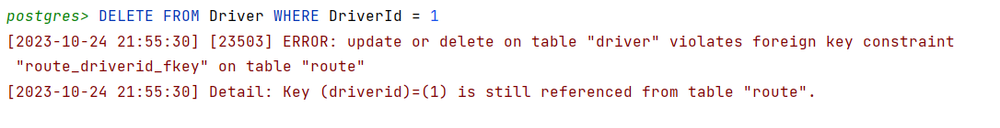 postgres> DELETE FROM Driver WHERE DriverId = 1
[2023-10-24 21:55:30] [23503] ERROR: update or delete on table "driver" violates foreign key constraint
"route_driverid_fkey" on table "route"
[2023-10-24 21:55:30] Detail: Key (driverid)=(1) is still referenced from table "route".